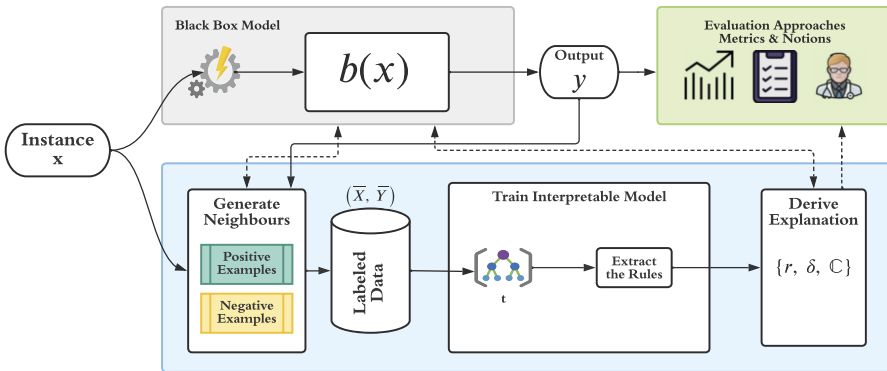 Black Box Model
b(x)
Output
y
Evaluation Approaches
Metrics & Notions
Instance
x
Generate
Neighbours
Positive
Examples
Negative
Examples
(X̅, Y̅)
Labeled
Data
Train Interpretable Model
t
Extract
the Rules
Derive
Explanation
{r, δ, ℂ}